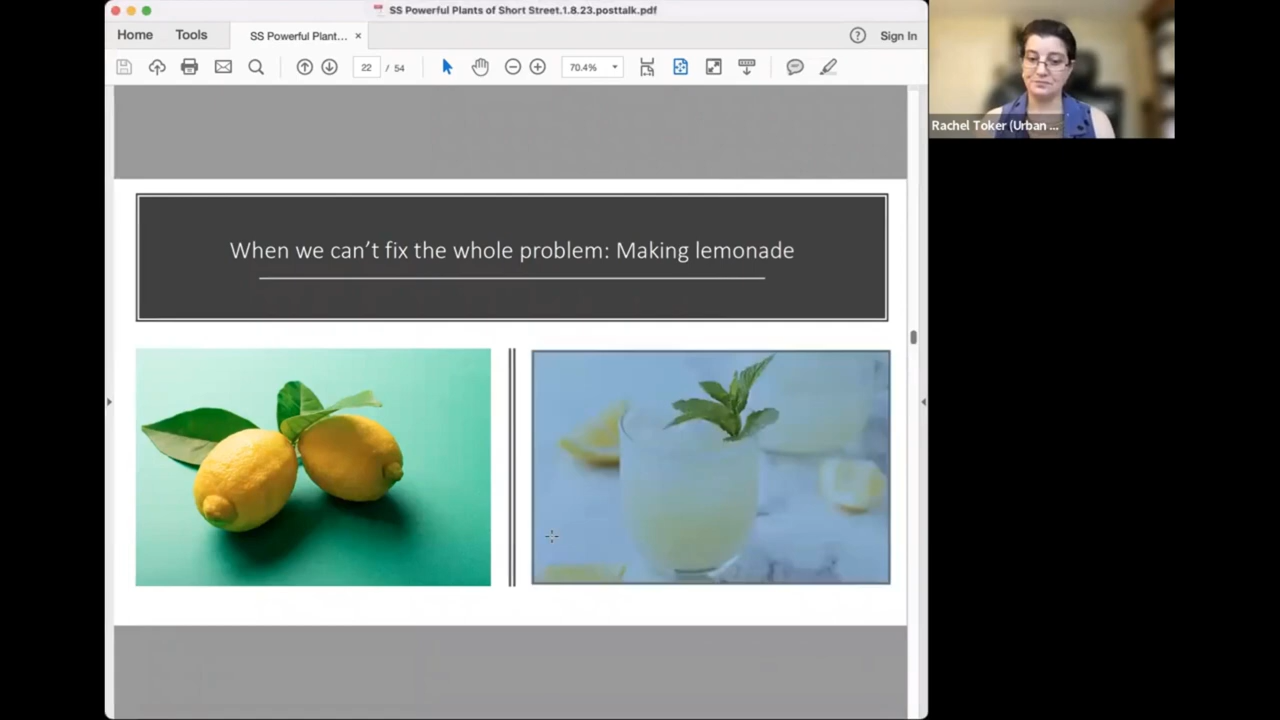 SS Powerful Plants of Short Street.1.8.23.posttalk.pdf
Home Tools SS Powerful Plant... × ? Sign In
22 / 54 70.4%
Rachel Toker (Urban ...
When we can’t fix the whole problem: Making lemonade